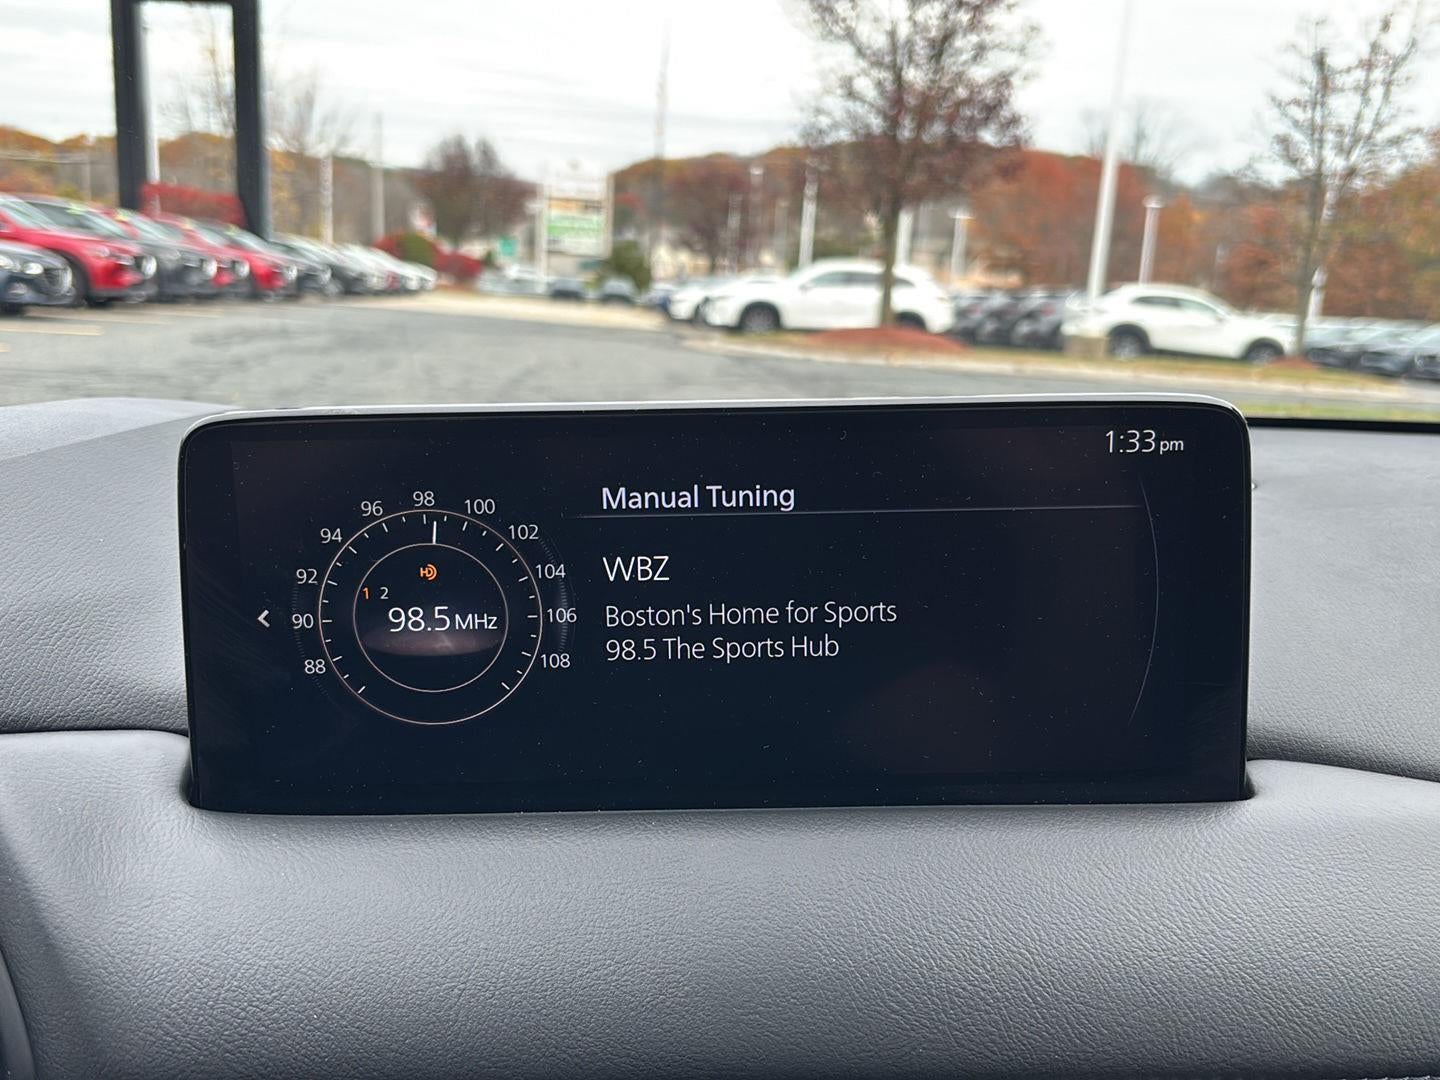 1:33pm
Manual Tuning
88
90
92
94
96
98
100
102
104
106
108
HD
1 2
98.5 MHz
WBZ
Boston's Home for Sports
98.5 The Sports Hub